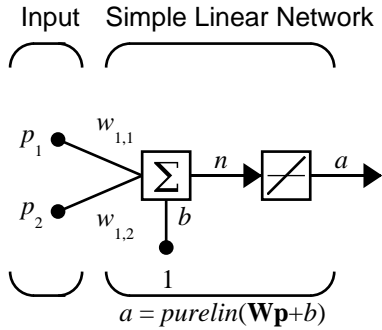 Input Simple Linear Network
p1 w1,1
n a
Σ
p2 w1,2 b
1
a = purelin(Wp+b)